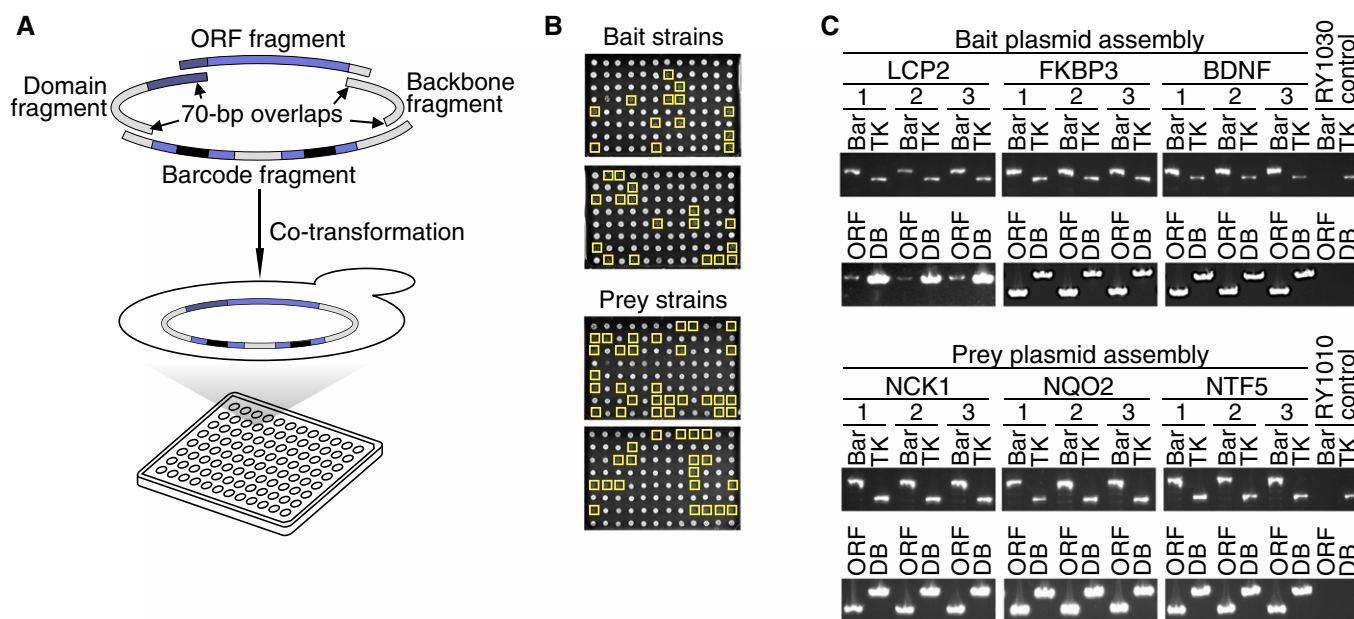 A
ORF fragment
Domain
fragment
Backbone
fragment
70-bp overlaps
Barcode fragment
Co-transformation
B
Bait strains
Prey strains
C
Bait plasmid assembly
RY1030
control
LCP2 FKBP3 BDNF
1 2 3 1 2 3 1 2 3
Bar TK Bar TK Bar TK Bar TK Bar TK Bar TK Bar TK Bar TK Bar TK Bar TK
ORF DB ORF DB ORF DB ORF DB ORF DB ORF DB ORF DB ORF DB ORF DB ORF DB
Prey plasmid assembly
RY1010
control
NCK1 NQO2 NTF5
1 2 3 1 2 3 1 2 3
Bar TK Bar TK Bar TK Bar TK Bar TK Bar TK Bar TK Bar TK Bar TK Bar TK
ORF DB ORF DB ORF DB ORF DB ORF DB ORF DB ORF DB ORF DB ORF DB ORF DB